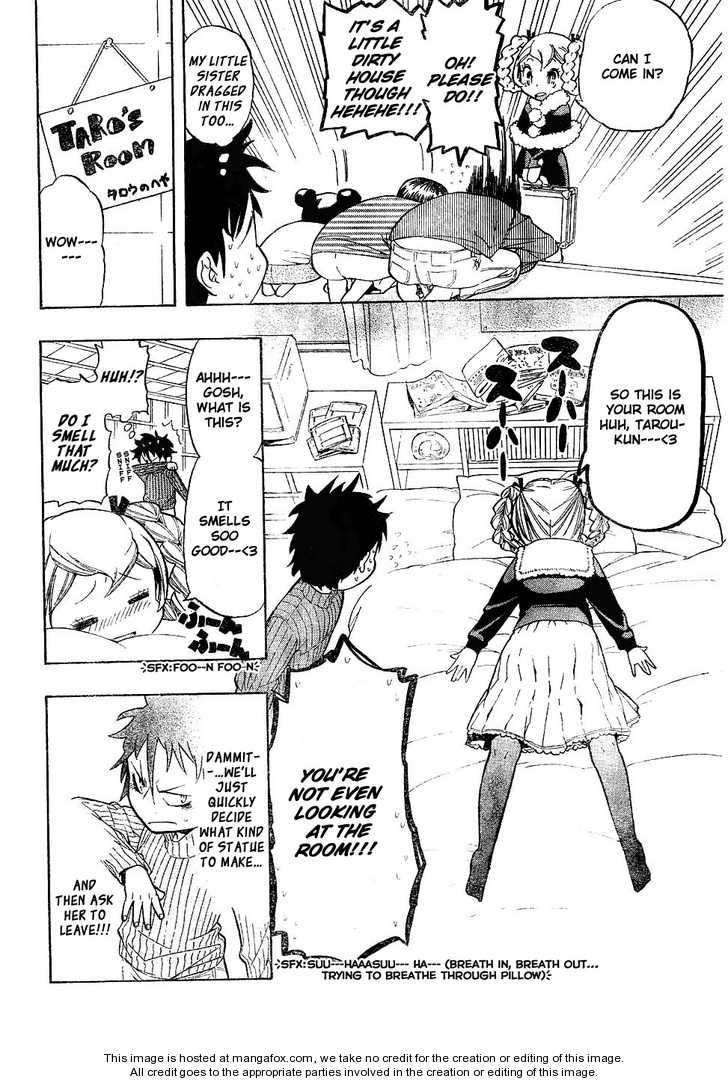 CAN I
COME IN?
OH!
PLEASE
DO!!
IT'S A
LITTLE
DIRTY
HOUSE
THOUGH
HEHEHE!!!
MY LITTLE
SISTER
DRAGGED
IN THIS
TOO...
TARO'S
ROOM
タロウのへや
WOW----
----
SO THIS IS
YOUR ROOM
HUH, TAROU-
KUN---<3
スー
スー
AHHH---
GOSH,
WHAT IS
THIS?
IT
SMELLS
SOO
GOOD--<3
HUH!?
DO I
SMELL
THAT
MUCH?
SNIFF
SNIFF
ふーん
ふーん
SFX:FOO--N FOO-N
YOU'RE
NOT EVEN
LOOKING
AT THE
ROOM!!!
DAMMIT-
-...WE'LL
JUST
QUICKLY
DECIDE
WHAT KIND
OF STATUE
TO MAKE...
AND
THEN ASK
HER TO
LEAVE!!!
SFX:SUU---HAAASUU--- HA--- (BREATH IN, BREATH OUT...
TRYING TO BREATHE THROUGH PILLOW)
This image is hosted at mangafox.com, we take no credit for the creation or editing of this image.
All credit goes to the appropriate parties involved in the creation or editing of this image.